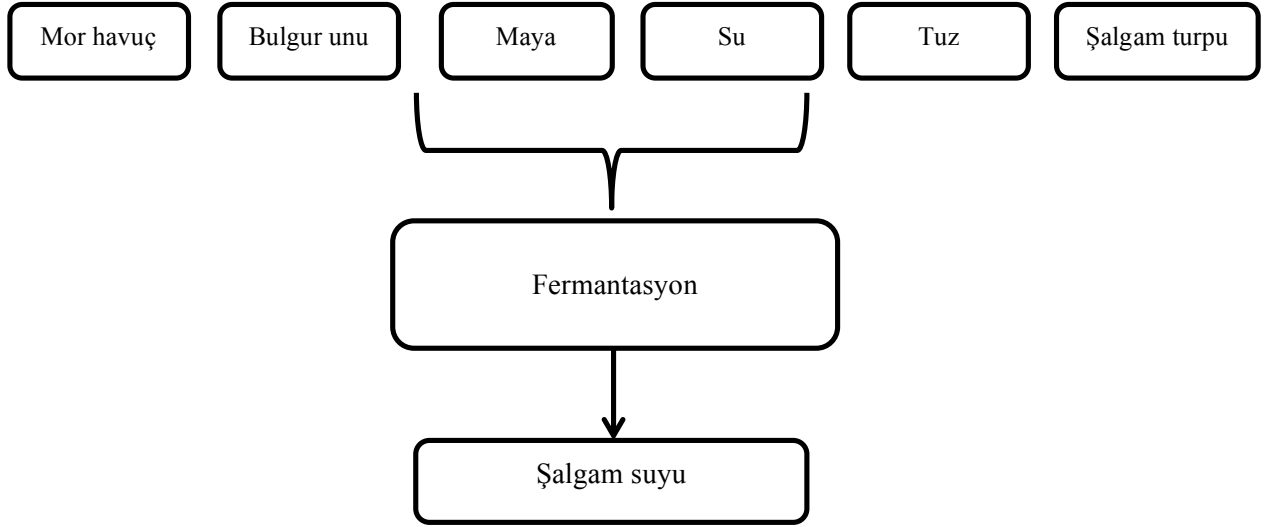 Mor havuç
Bulgur unu
Maya
Su
Tuz
Şalgam turpu
Fermantasyon
Şalgam suyu